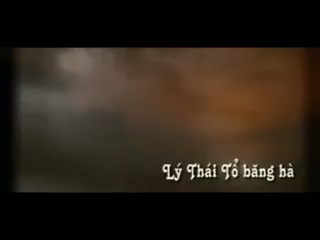 Lý Thái Tổ băng hà